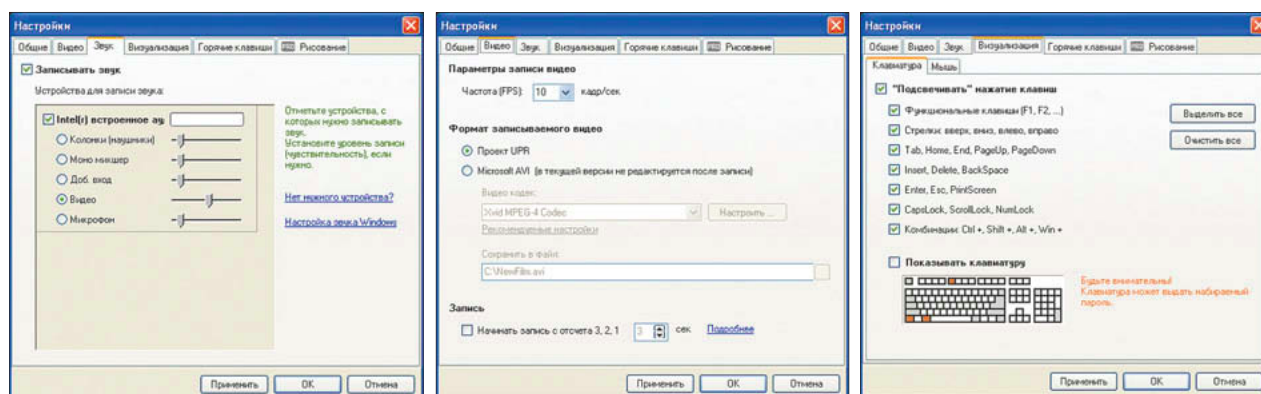 Настройки
Общие Видео Звук Визуализация Горячие клавиши Рисование
Записывать звук
Устройства для записи звука:
Intel(r) встроенное ау
Колонки (наушники)
Моно микшер
Доб. вход
Видео
Микрофон
Отметьте устройства, с
которых нужно записывать
звук.
Установите уровень записи
(чувствительность), если
нужно.
Нет нужного устройства?
Настройка звука Windows
Применить OK Отмена
Настройки
Общие Видео Звук Визуализация Горячие клавиши Рисование
Параметры записи видео
Частота (FPS): 10 кадр/сек
Формат записываемого видео
Проект UPR
Microsoft AVI (в текущей версии не редактируется после записи)
Видео кодек:
Xvid MPEG-4 Codec Настроить ...
Рекомендуемые настройки
Сохранить в файл:
C:\NewFilm.avi
Запись
Начинать запись с отсчета 3, 2, 1 3 сек Подробнее
Применить OK Отмена
Настройки
Общие Видео Звук Визуализация Горячие клавиши Рисование
Клавиатура Мышь
"Подсвечивать" нажатие клавиш
Функциональные клавиши (F1, F2, ...)
Стрелки: вверх, вниз, влево, вправо
Tab, Home, End, PageUp, PageDown
Insert, Delete, BackSpace
Enter, Esc, PrintScreen
CapsLock, ScrollLock, NumLock
Комбинации: Ctrl +, Shift +, Alt +, Win +
Выделить все
Очистить все
Показывать клавиатуру
Будьте внимательны!
Клавиатура может выдать набираемый
пароль.
Применить OK Отмена